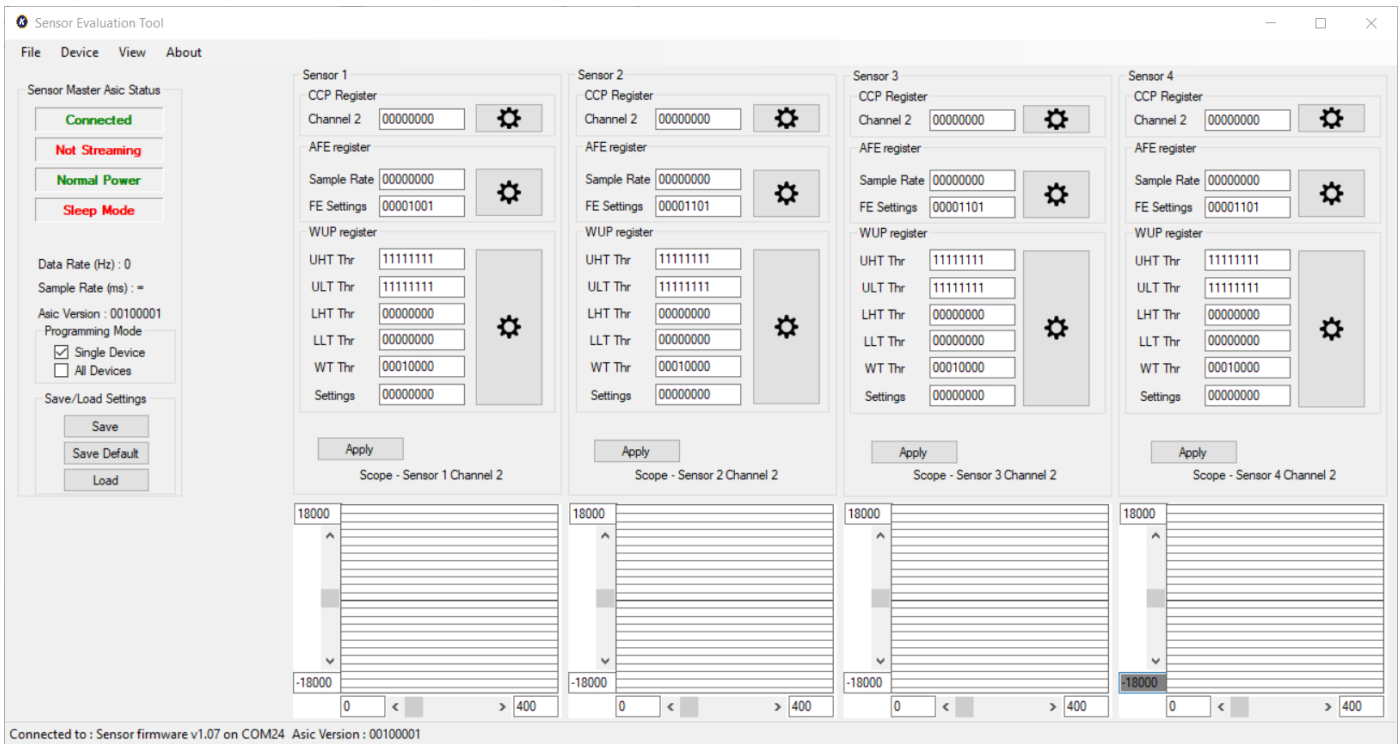 Sensor Evaluation Tool
File Device View About
Sensor Master Asic Status
Connected
Not Streaming
Normal Power
Sleep Mode
Data Rate (Hz) : 0
Sample Rate (ms) : ∞
Asic Version : 00100001
Programming Mode
Single Device
All Devices
Save/Load Settings
Save
Save Default
Load
Sensor 1
CCP Register
Channel 2 00000000
AFE register
Sample Rate 00000000
FE Settings 00001001
WUP register
UHT Thr 11111111
ULT Thr 11111111
LHT Thr 00000000
LLT Thr 00000000
WT Thr 00010000
Settings 00000000
Apply
Scope - Sensor 1 Channel 2
18000
-18000
0 400
Sensor 2
CCP Register
Channel 2 00000000
AFE register
Sample Rate 00000000
FE Settings 00001101
WUP register
UHT Thr 11111111
ULT Thr 11111111
LHT Thr 00000000
LLT Thr 00000000
WT Thr 00010000
Settings 00000000
Apply
Scope - Sensor 2 Channel 2
18000
-18000
0 400
Sensor 3
CCP Register
Channel 2 00000000
AFE register
Sample Rate 00000000
FE Settings 00001101
WUP register
UHT Thr 11111111
ULT Thr 11111111
LHT Thr 00000000
LLT Thr 00000000
WT Thr 00010000
Settings 00000000
Apply
Scope - Sensor 3 Channel 2
18000
-18000
0 400
Sensor 4
CCP Register
Channel 2 00000000
AFE register
Sample Rate 00000000
FE Settings 00001101
WUP register
UHT Thr 11111111
ULT Thr 11111111
LHT Thr 00000000
LLT Thr 00000000
WT Thr 00010000
Settings 00000000
Apply
Scope - Sensor 4 Channel 2
18000
-18000
0 400
Connected to : Sensor firmware v1.07 on COM24 Asic Version : 00100001